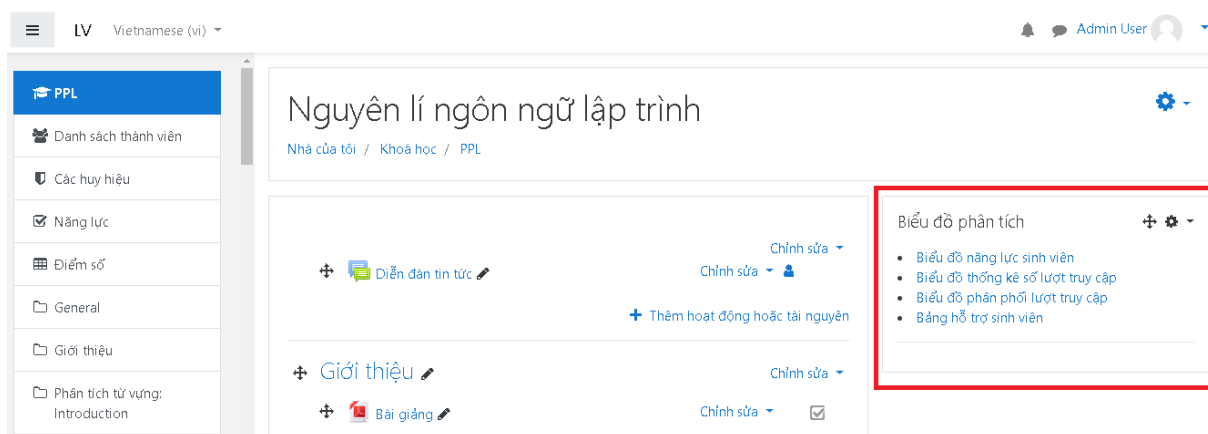 LV Vietnamese (vi)
Admin User
PPL
Danh sách thành viên
Các huy hiệu
Năng lực
Điểm số
General
Giới thiệu
Phân tích từ vựng:
Introduction
Nguyên lí ngôn ngữ lập trình
Nhà của tôi / Khoá học / PPL
Chỉnh sửa
Diễn đàn tin tức Chỉnh sửa
Thêm hoạt động hoặc tài nguyên
Giới thiệu Chỉnh sửa
Bài giảng Chỉnh sửa
Biểu đồ phân tích
Biểu đồ năng lực sinh viên
Biểu đồ thống kê số lượt truy cập
Biểu đồ phân phối lượt truy cập
Bảng hỗ trợ sinh viên